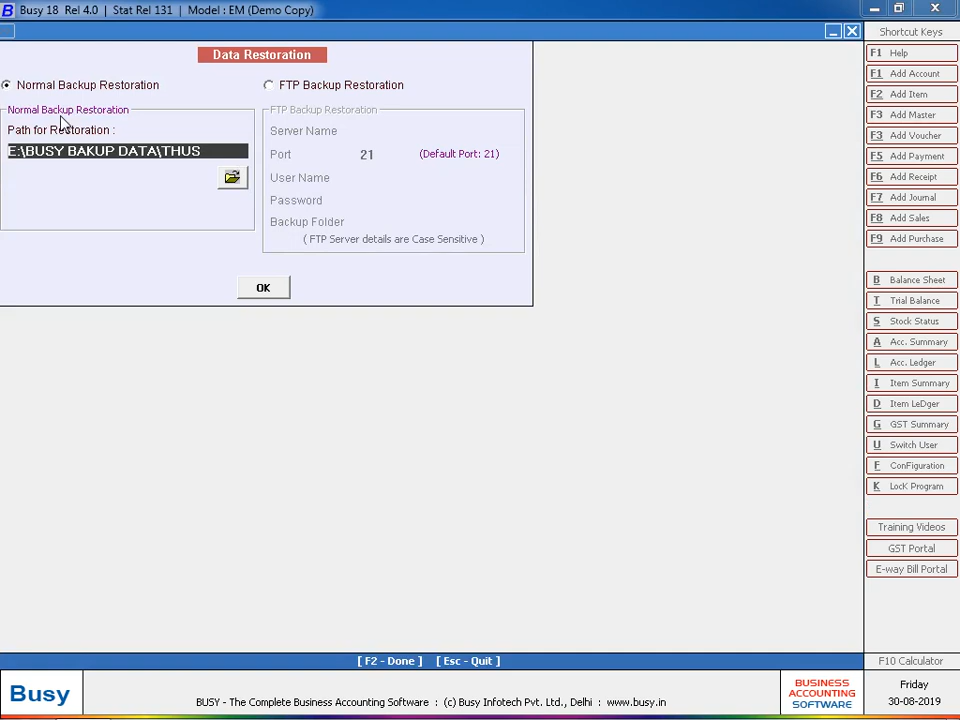 Busy 18 Rel 4.0 | Stat Rel 131 | Model : EM (Demo Copy)
Data Restoration
Normal Backup Restoration
FTP Backup Restoration
Normal Backup Restoration
Path for Restoration :
E:\BUSY BAKUP DATA\THUS
FTP Backup Restoration
Server Name
Port 21 (Default Port: 21)
User Name
Password
Backup Folder
( FTP Server details are Case Sensitive )
OK
Shortcut Keys
F1 Help
F1 Add Account
F2 Add Item
F3 Add Master
F3 Add Voucher
F5 Add Payment
F6 Add Receipt
F7 Add Journal
F8 Add Sales
F9 Add Purchase
B Balance Sheet
T Trial Balance
S Stock Status
A Acc. Summary
L Acc. Ledger
I Item Summary
D Item LeDger
G GST Summary
U Switch User
F ConFiguration
K LocK Program
Training Videos
GST Portal
E-way Bill Portal
[ F2 - Done ] [ Esc - Quit ]
F10 Calculator
Busy
BUSY - The Complete Business Accounting Software : (c) Busy Infotech Pvt. Ltd., Delhi : www.busy.in
BUSINESS
ACCOUNTING
SOFTWARE
Friday
30-08-2019